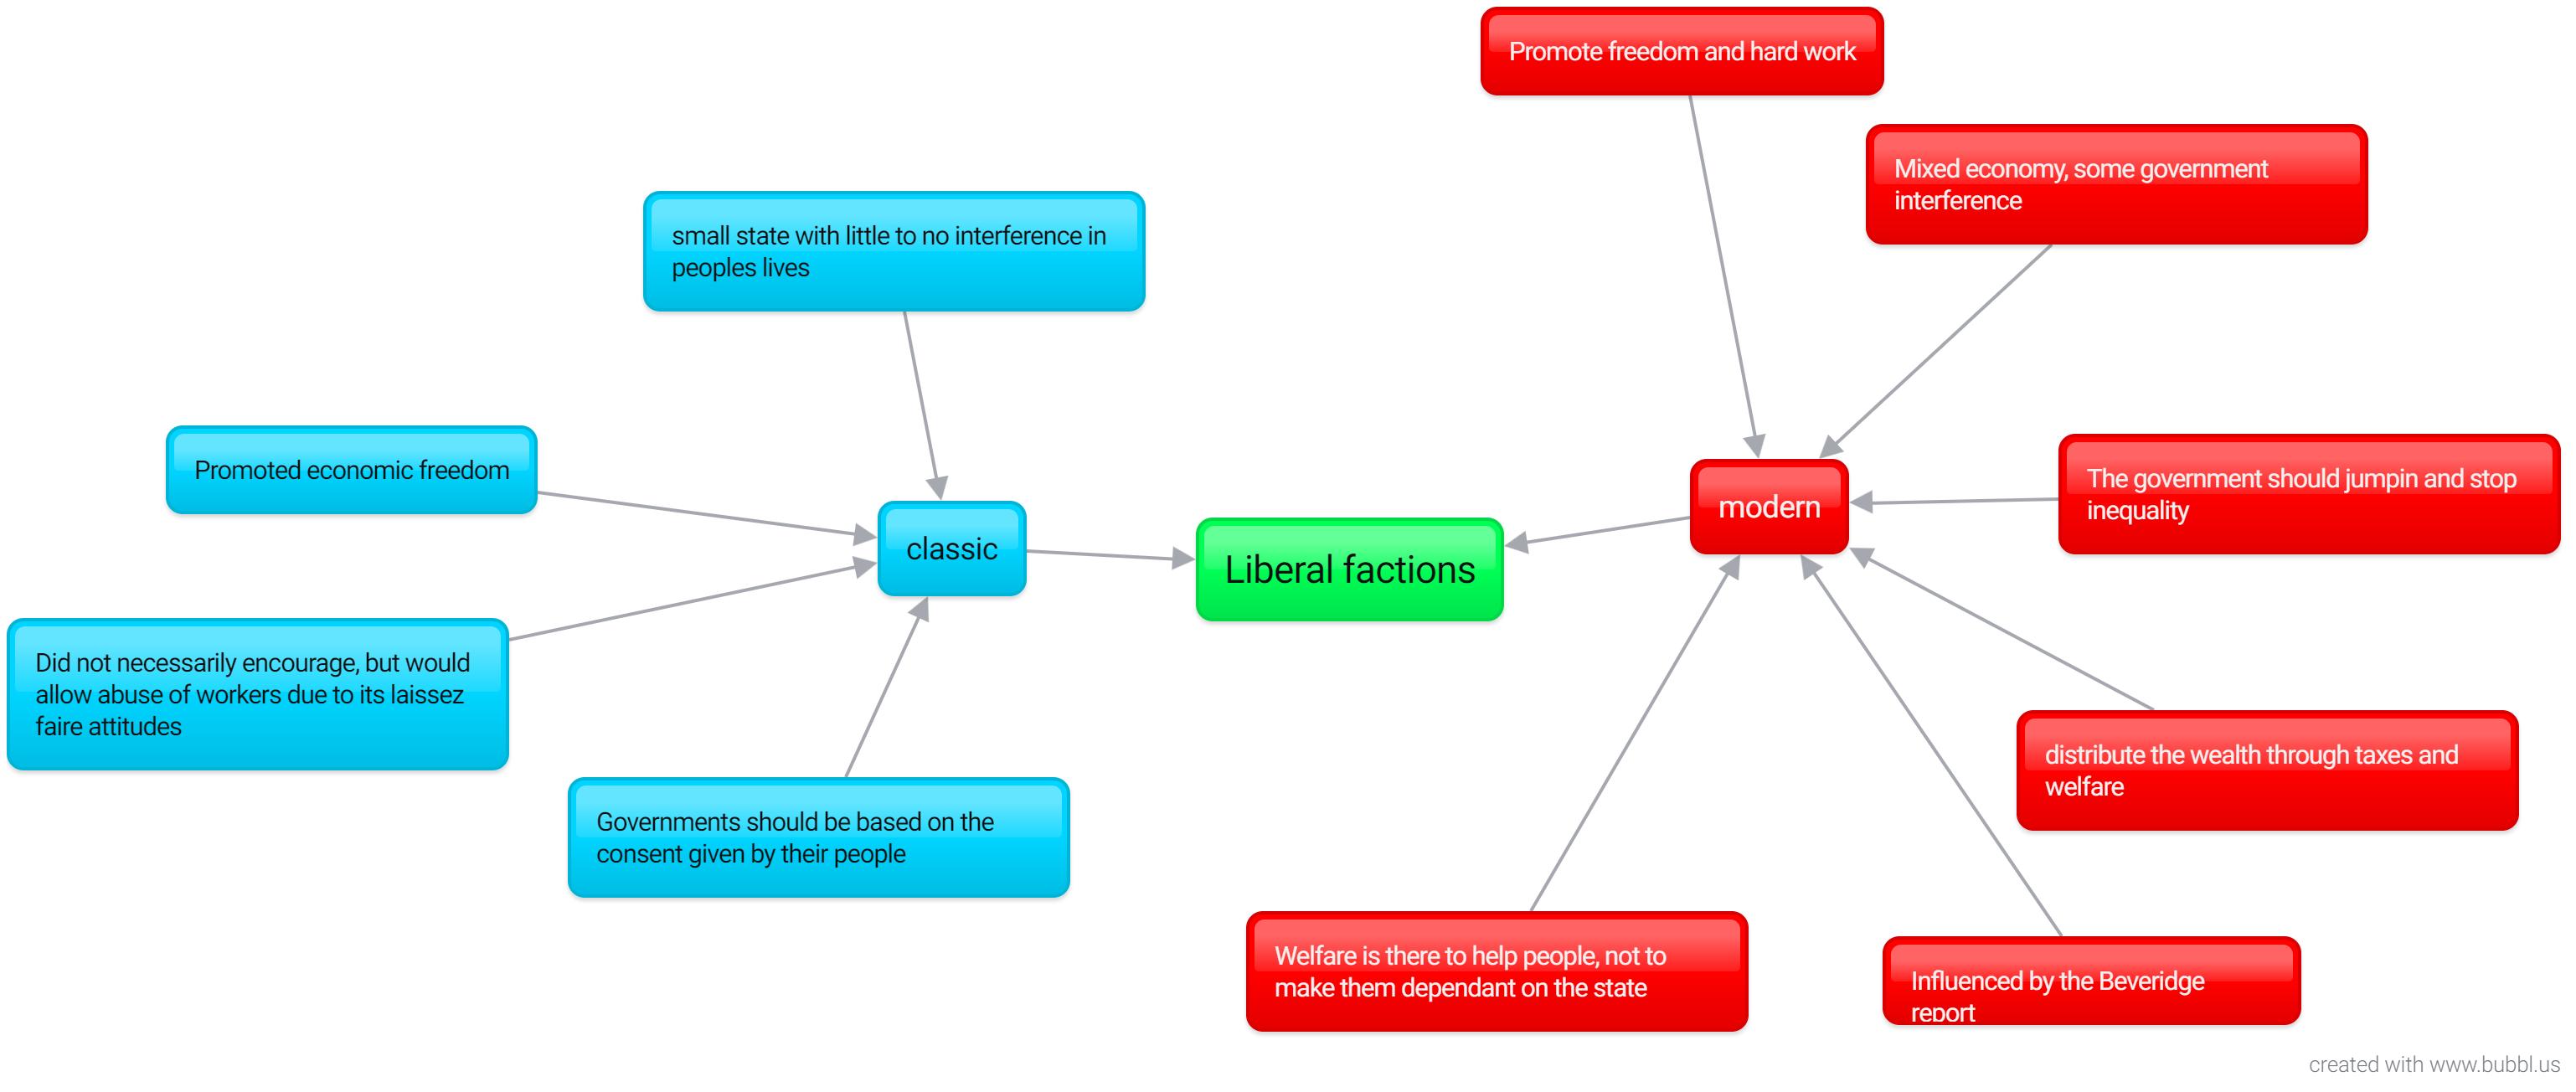 Promote freedom and hard work
Mixed economy, some government
interference
small state with little to no interference in
peoples lives
Promoted economic freedom
The government should jumpin and stop
inequality
modern
classic
Liberal factions
Did not necessarily encourage, but would
allow abuse of workers due to its laissez
faire attitudes
distribute the wealth through taxes and
welfare
Governments should be based on the
consent given by their people
Welfare is there to help people, not to
make them dependant on the state
Influenced by the Beveridge
report
created with www.bubbl.us